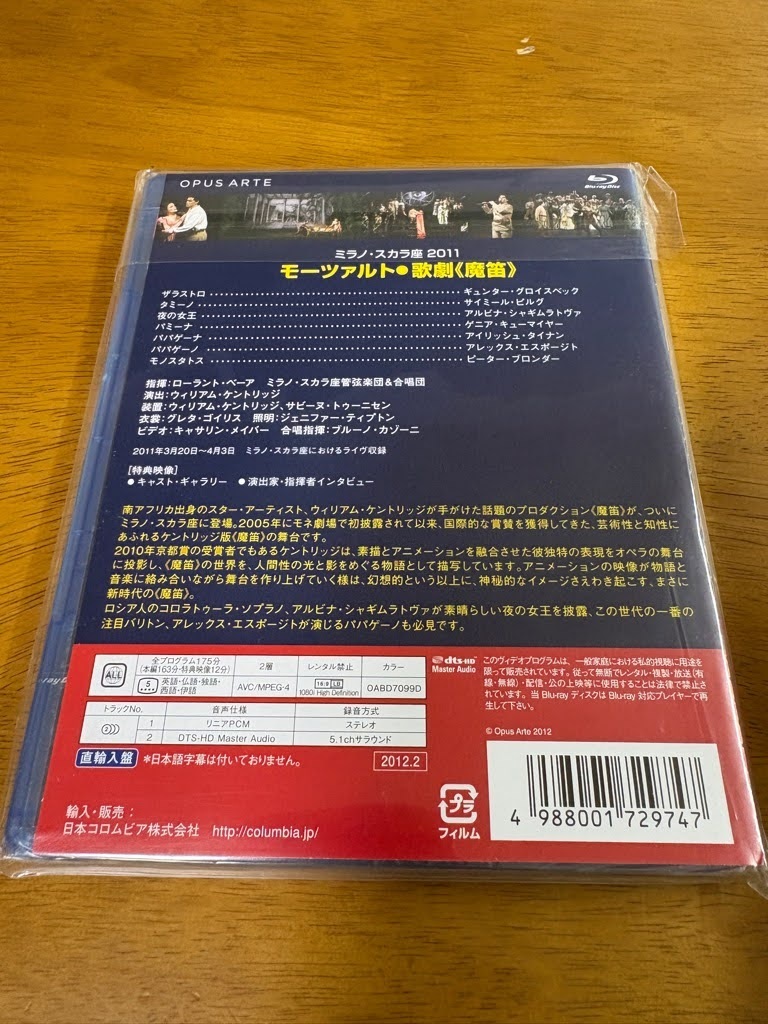 OPUS ARTE
Blu-ray Disc
ミラノ・スカラ座 2011
モーツァルト●歌劇《魔笛》
ザラストロ ギュンター・グロイスベック
タミーノ サイミール・ピルグ
夜の女王 アルビナ・シャギムラトヴァ
パミーナ ゲニア・キューマイヤー
パパゲーナ アイリッシュ・タイナン
パパゲーノ アレックス・エスポージト
モノスタトス ピーター・ブロンダー
指揮：ローラント・ベーア ミラノ・スカラ座管弦楽団＆合唱団
演出：ウィリアム・ケントリッジ
装置：ウィリアム・ケントリッジ、サビーヌ・トゥーニセン
衣裳：グレタ・ゴイリス 照明：ジェニファー・ティプトン
ビデオ：キャサリン・メイバー 合唱指揮：ブルーノ・カゾーニ
2011年3月20日〜4月3日 ミラノ・スカラ座におけるライヴ収録
[特典映像]
●キャスト・ギャラリー ●演出家・指揮者インタビュー
南アフリカ出身のスター・アーティスト、ウィリアム・ケントリッジが手がけた話題のプロダクション《魔笛》が、ついに
ミラノ・スカラ座に登場。2005年にモネ劇場で初披露されて以来、国際的な賞賛を獲得してきた、芸術性と知性に
あふれるケントリッジ版《魔笛》の舞台です。
2010年京都賞の受賞者でもあるケントリッジは、素描とアニメーションを融合させた彼独特の表現をオペラの舞台
に投影し、《魔笛》の世界を、人間性の光と影をめぐる物語として描写しています。アニメーションの映像が物語と
音楽に絡み合いながら舞台を作り上げていく様は、幻想的という以上に、神秘的なイメージさえわき起こす、まさに
新時代の《魔笛》。
ロシア人のコロラトゥーラ・ソプラノ、アルビナ・シャギムラトヴァが素晴らしい夜の女王を披露、この世代の一番の
注目バリトン、アレックス・エスポージトが演じるパパゲーノも必見です。
ALL
全プログラム175分
(本編163分・特典映像12分)
2層
レンタル禁止
カラー
5
英語・仏語・独語・
西語・伊語
AVC/MPEG-4
16:9 LB
1080i High Definition
OABD7099D
トラックNo. 音声仕様 録音方式
1 リニアPCM ステレオ
2 DTS-HD Master Audio 5.1chサラウンド
直輸入盤 ＊日本語字幕は付いておりません。
2012.2
輸入・販売：
日本コロムビア株式会社 http://columbia.jp/
dts-HD
Master Audio
このヴィデオプログラムは、一般家庭における私的視聴に用途を
限って販売されています。従って無断でレンタル・複製・放送（有
線・無線）・配信・公の上映等に使用することは法律で禁止さ
れています。当 Blu-ray ディスクは Blu-ray 対応プレイヤーで再
生して下さい。
© Opus Arte 2012
プラ
フィルム
4 988001 729747